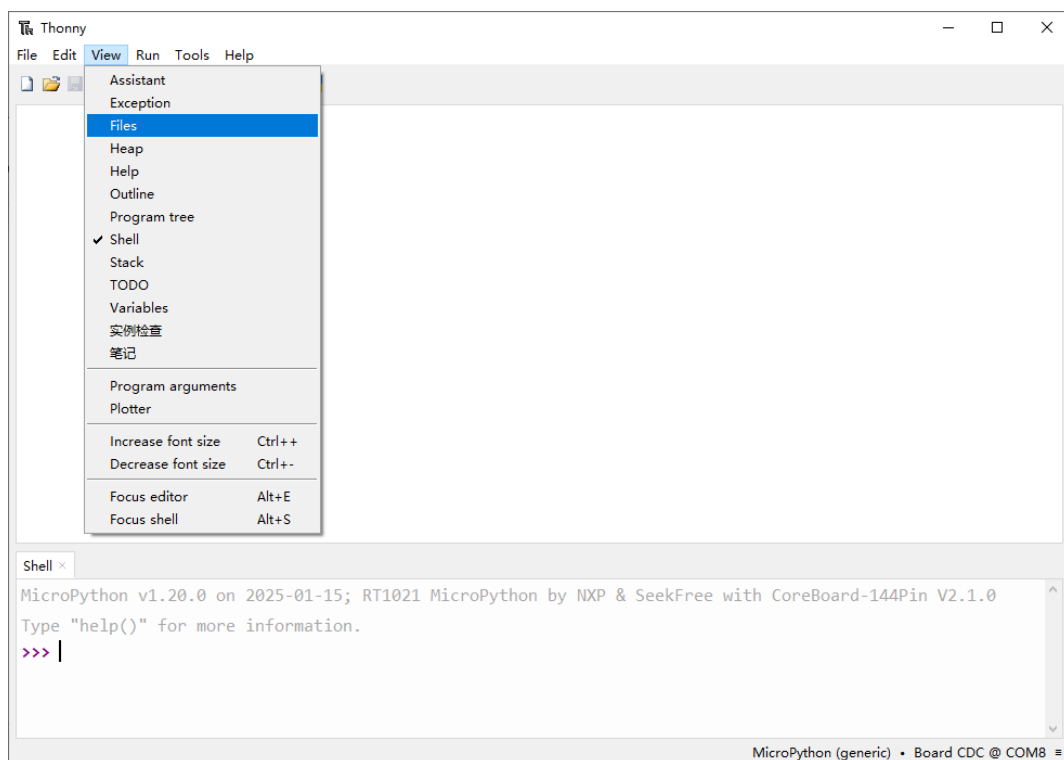 Thonny
File Edit View Run Tools Help
Assistant
Exception
Files
Heap
Help
Outline
Program tree
Shell
Stack
TODO
Variables
实例检查
笔记
Program arguments
Plotter
Increase font size Ctrl++
Decrease font size Ctrl+-
Focus editor Alt+E
Focus shell Alt+S
Shell
MicroPython v1.20.0 on 2025-01-15; RT1021 MicroPython by NXP & SeekFree with CoreBoard-144Pin V2.1.0
Type "help()" for more information.
>>>
MicroPython (generic) • Board CDC @ COM8 ≡